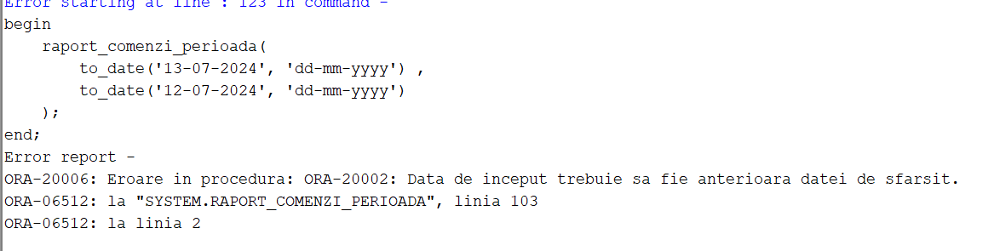 Error starting at line : 123 in command -
begin
    raport_comenzi_perioada(
        to_date('13-07-2024', 'dd-mm-yyyy') ,
        to_date('12-07-2024', 'dd-mm-yyyy')
    );
end;
Error report -
ORA-20006: Eroare in procedura: ORA-20002: Data de inceput trebuie sa fie anterioara datei de sfarsit.
ORA-06512: la "SYSTEM.RAPORT_COMENZI_PERIOADA", linia 103
ORA-06512: la linia 2